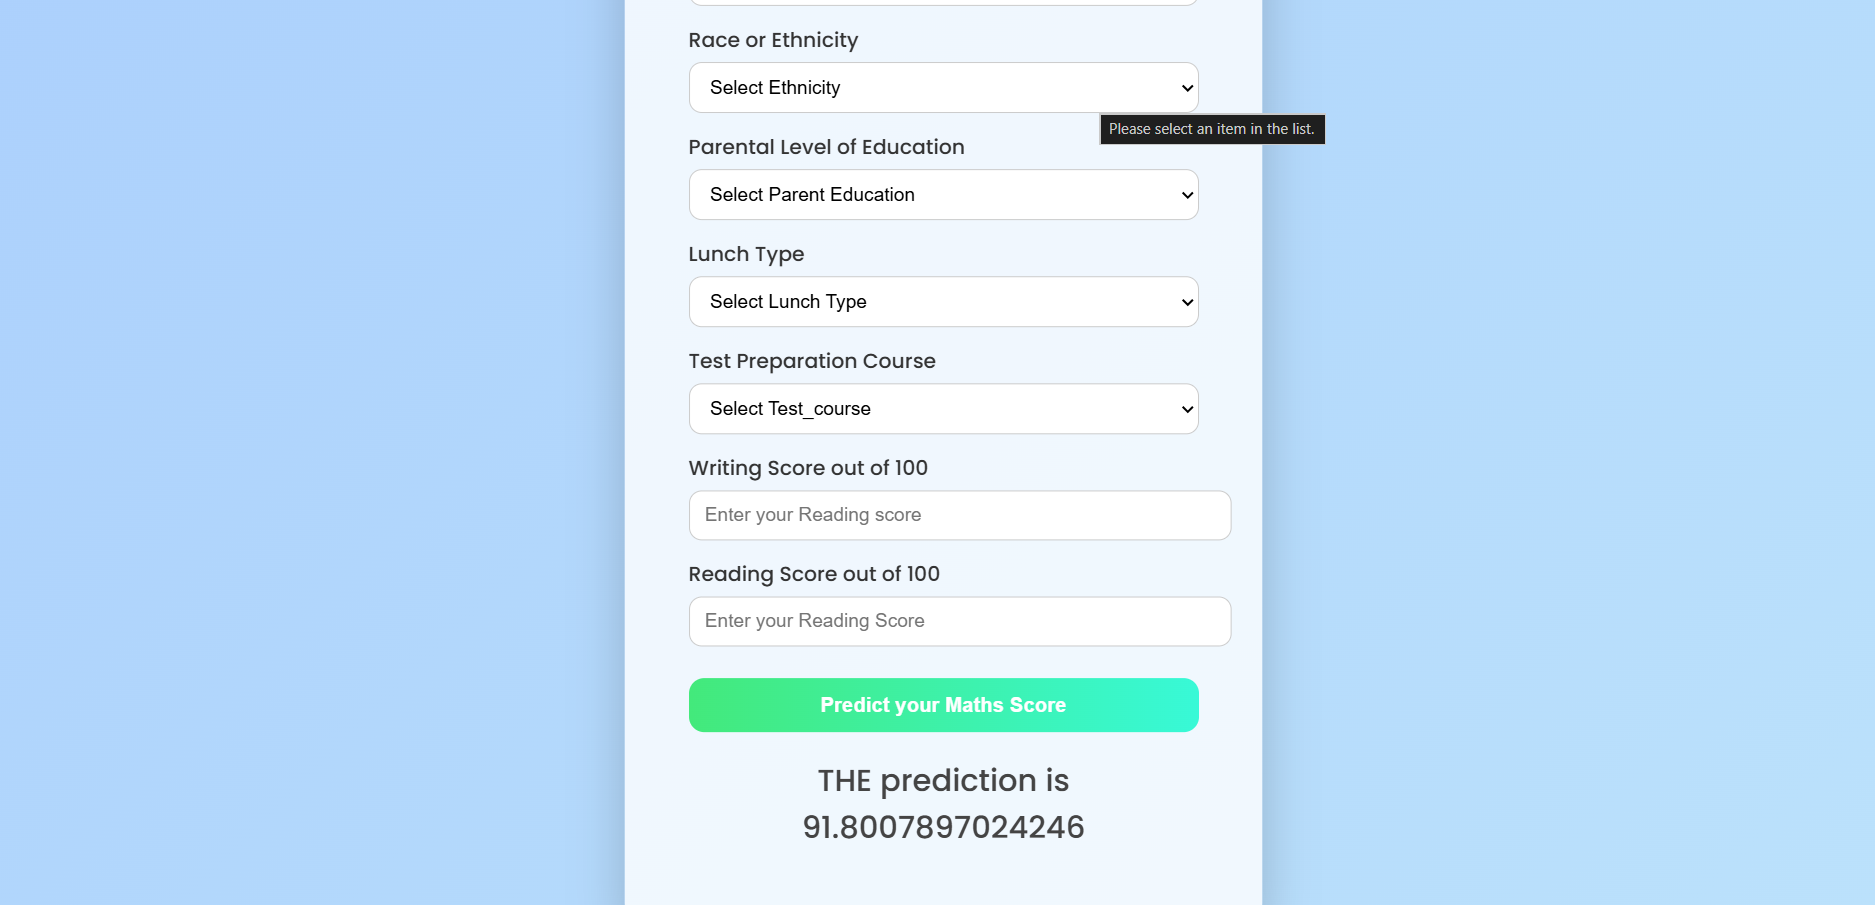 Race or Ethnicity
Select Ethnicity
Please select an item in the list.
Parental Level of Education
Select Parent Education
Lunch Type
Select Lunch Type
Test Preparation Course
Select Test_course
Writing Score out of 100
Enter your Reading score
Reading Score out of 100
Enter your Reading Score
Predict your Maths Score
THE prediction is
91.8007897024246